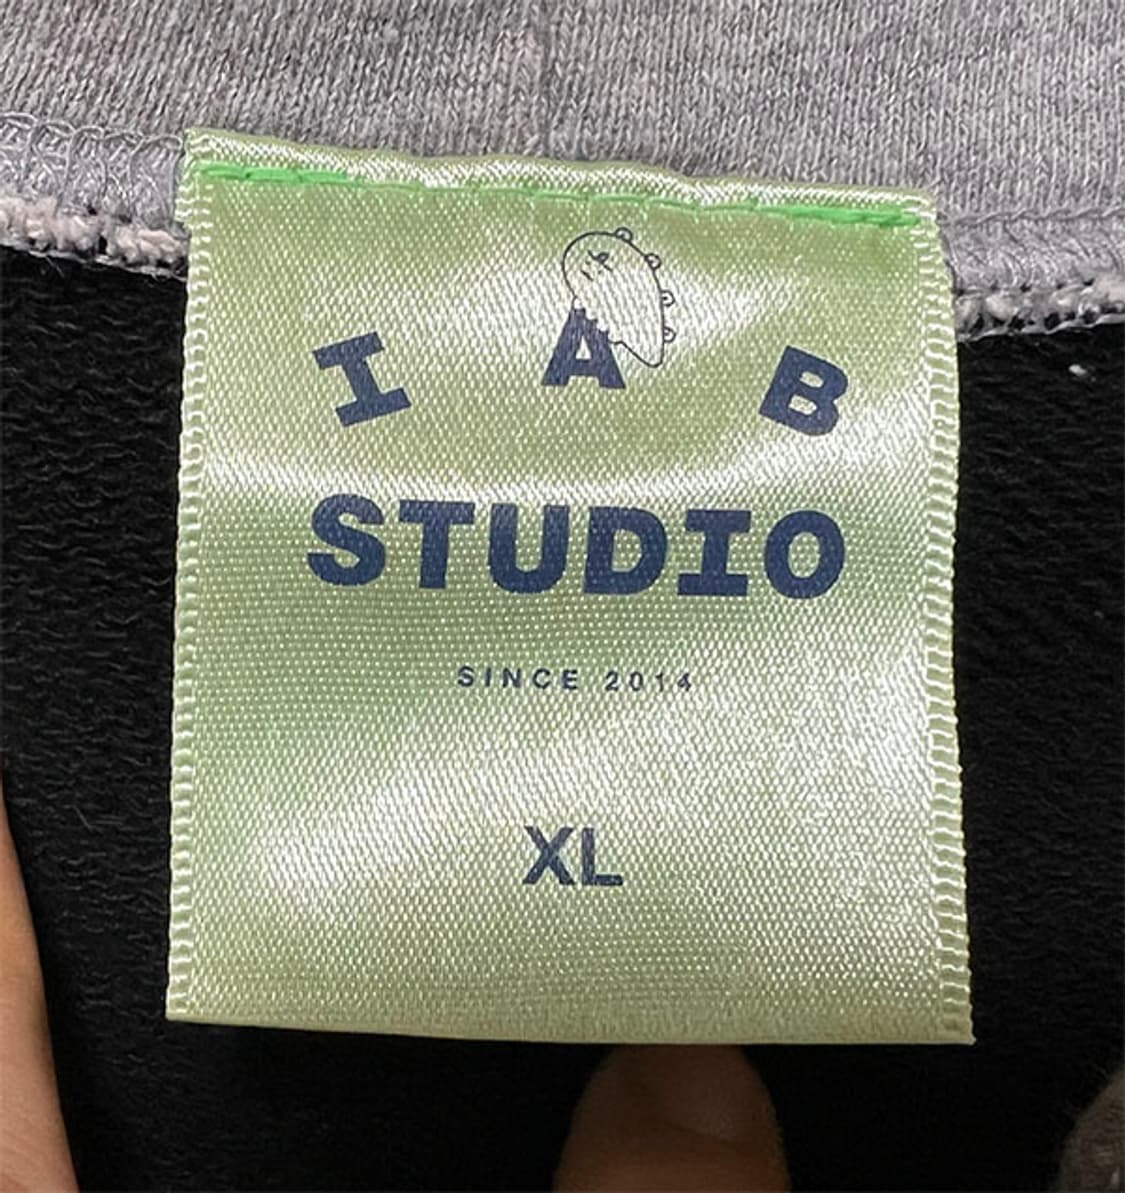 I A B
STUDIO
SINCE 2014
XL